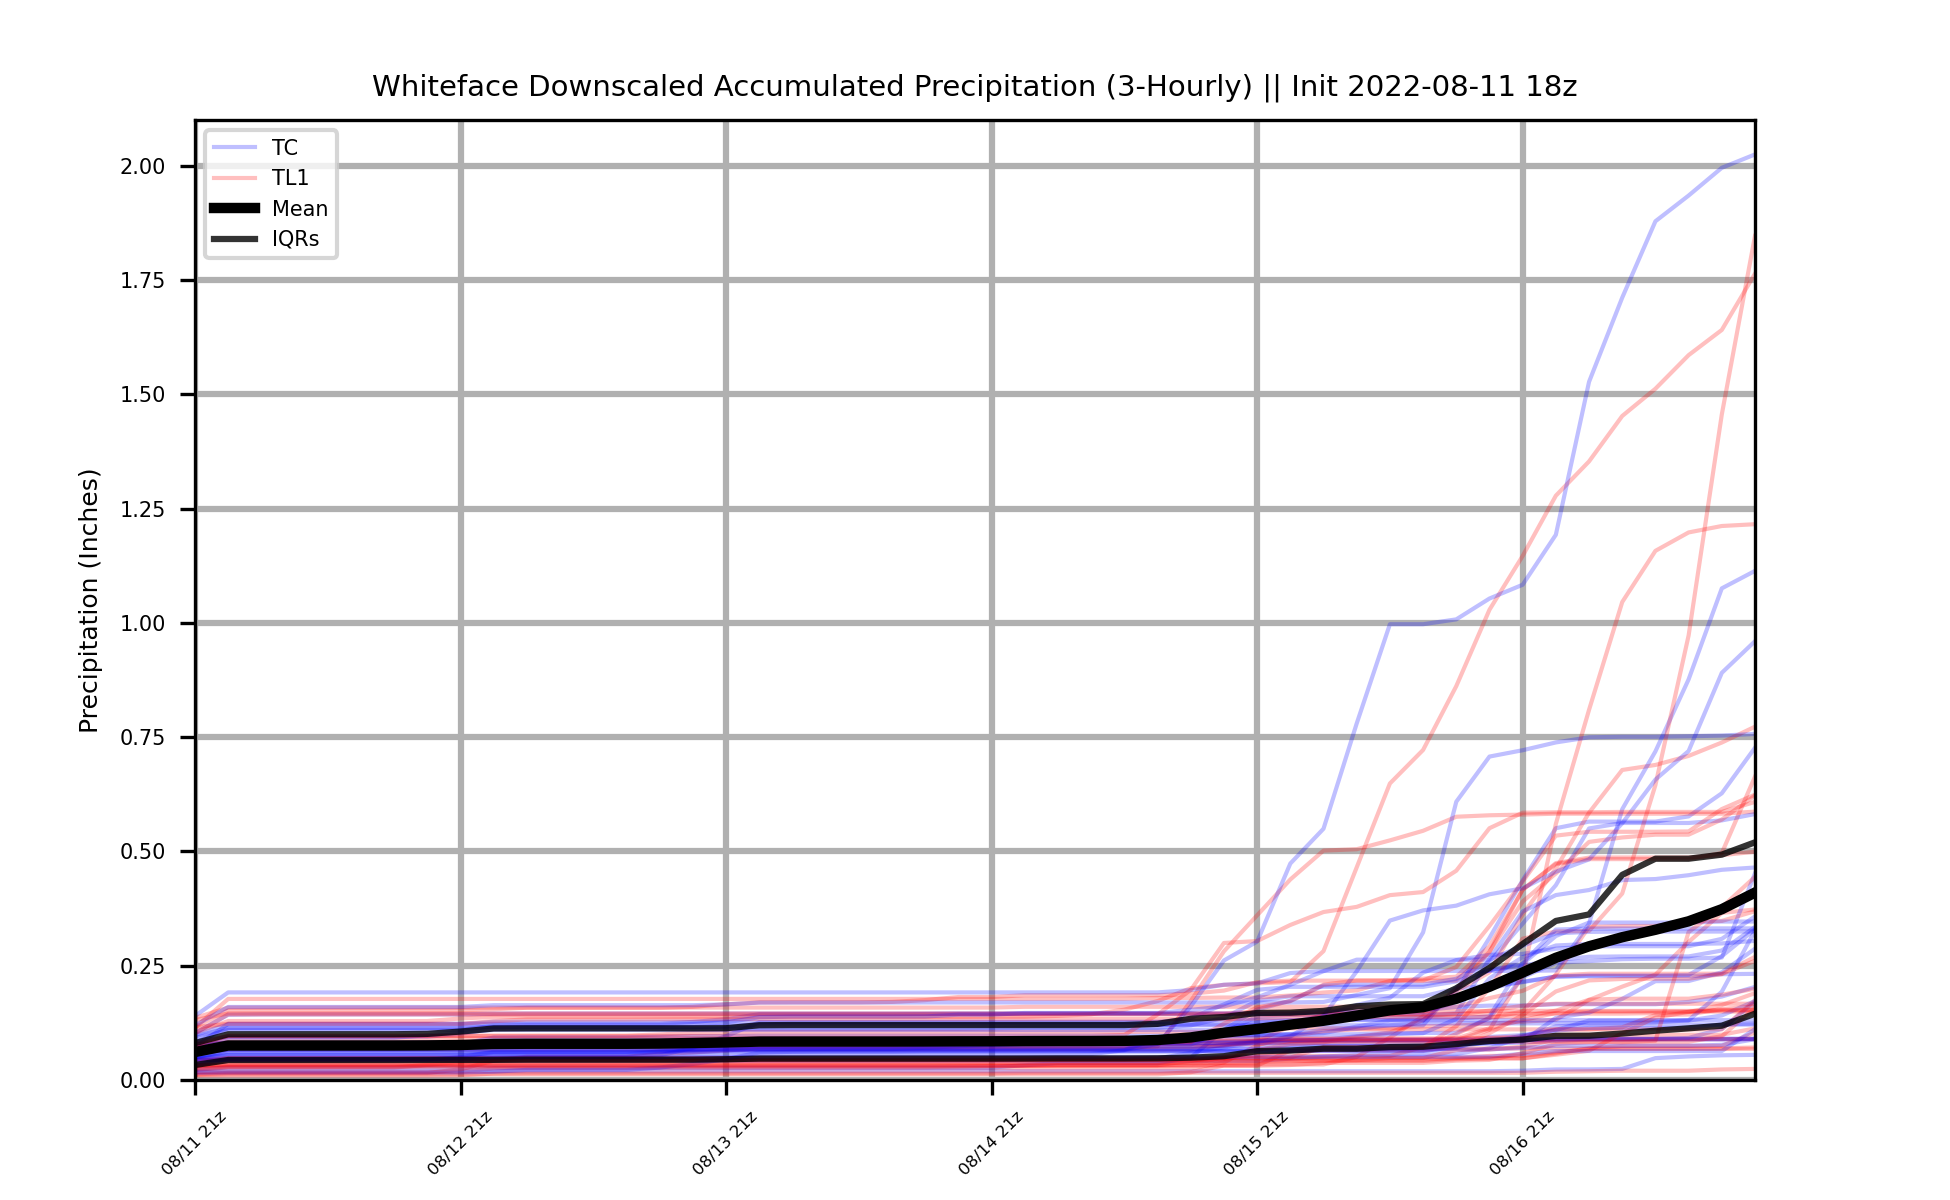 Whiteface Downscaled Accumulated Precipitation (3-Hourly) || Init 2022-08-11 18z
TC
TL1
Mean
IQRs
2.00
1.75
1.50
1.25
1.00
0.75
0.50
0.25
0.00
Precipitation (Inches)
08/11 21z
08/12 21z
08/13 21z
08/14 21z
08/15 21z
08/16 21z